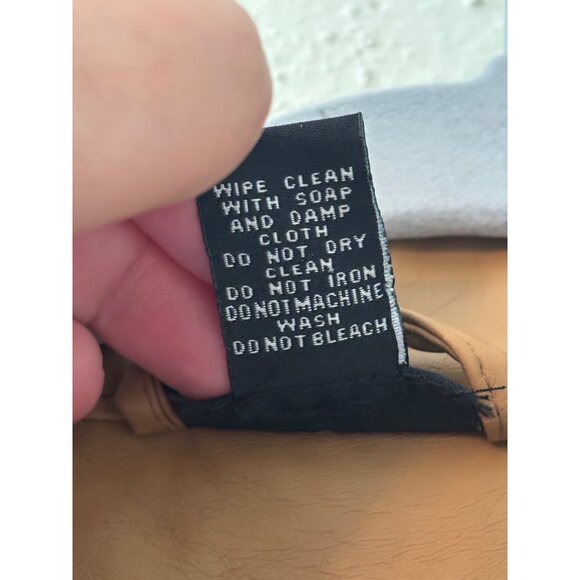 WIPE CLEAN
WITH SOAP
AND DAMP
CLOTH
DO NOT DRY
CLEAN
DO NOT IRON
DO NOT MACHINE
WASH
DO NOT BLEACH